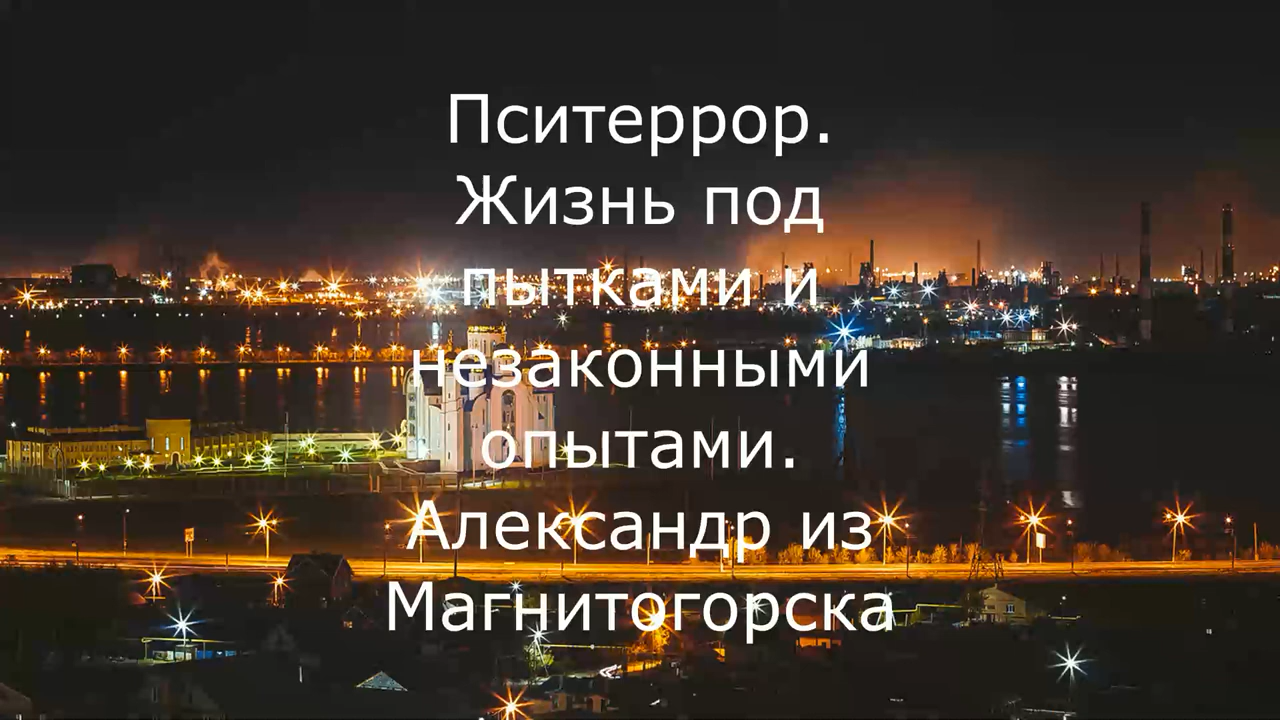 Пситеррор.
Жизнь под
пытками и
незаконными
опытами.
Александр из
Магнитогорска